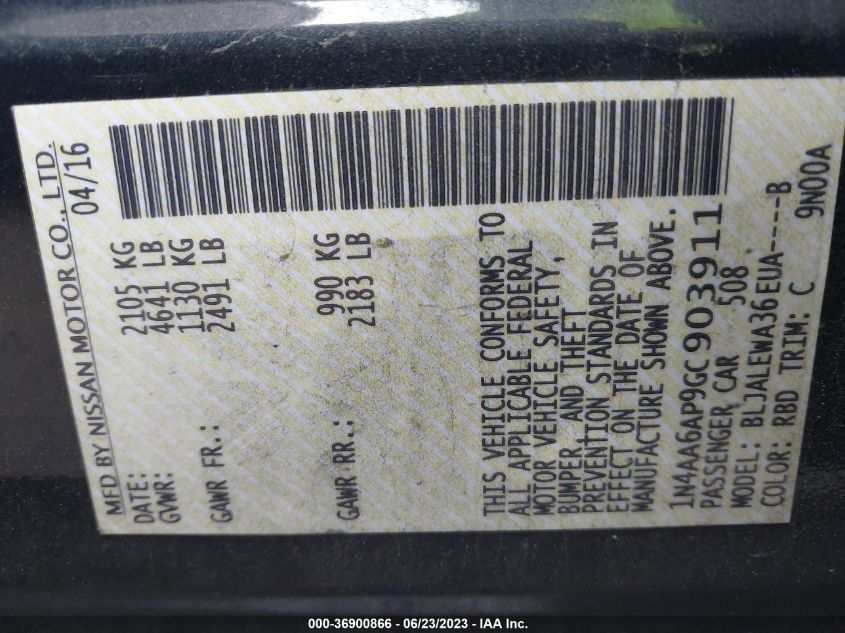 MFD BY NISSAN MOTOR CO., LTD.
DATE: 04/16
GVWR: 2105 KG
4641 LB
GAWR FR.: 1130 KG
2491 LB
GAWR RR.: 990 KG
2183 LB
THIS VEHICLE CONFORMS TO
ALL APPLICABLE FEDERAL
MOTOR VEHICLE SAFETY,
BUMPER, AND THEFT
PREVENTION STANDARDS IN
EFFECT ON THE DATE OF
MANUFACTURE SHOWN ABOVE.
1N4AA6AP9GC903911
PASSENGER CAR 508
MODEL: BLJALEWA36EUA----B
COLOR: RBD TRIM: C 9N00A
000-36900866 - 06/23/2023 - IAA Inc.